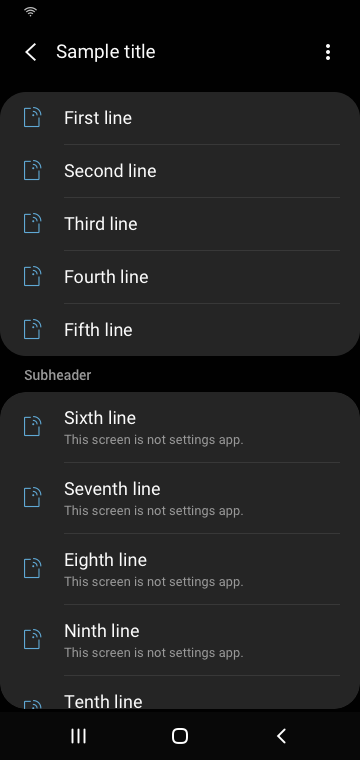 Sample title
First line
Second line
Third line
Fourth line
Fifth line
Subheader
Sixth line
This screen is not settings app.
Seventh line
This screen is not settings app.
Eighth line
This screen is not settings app.
Ninth line
This screen is not settings app.
Tenth line